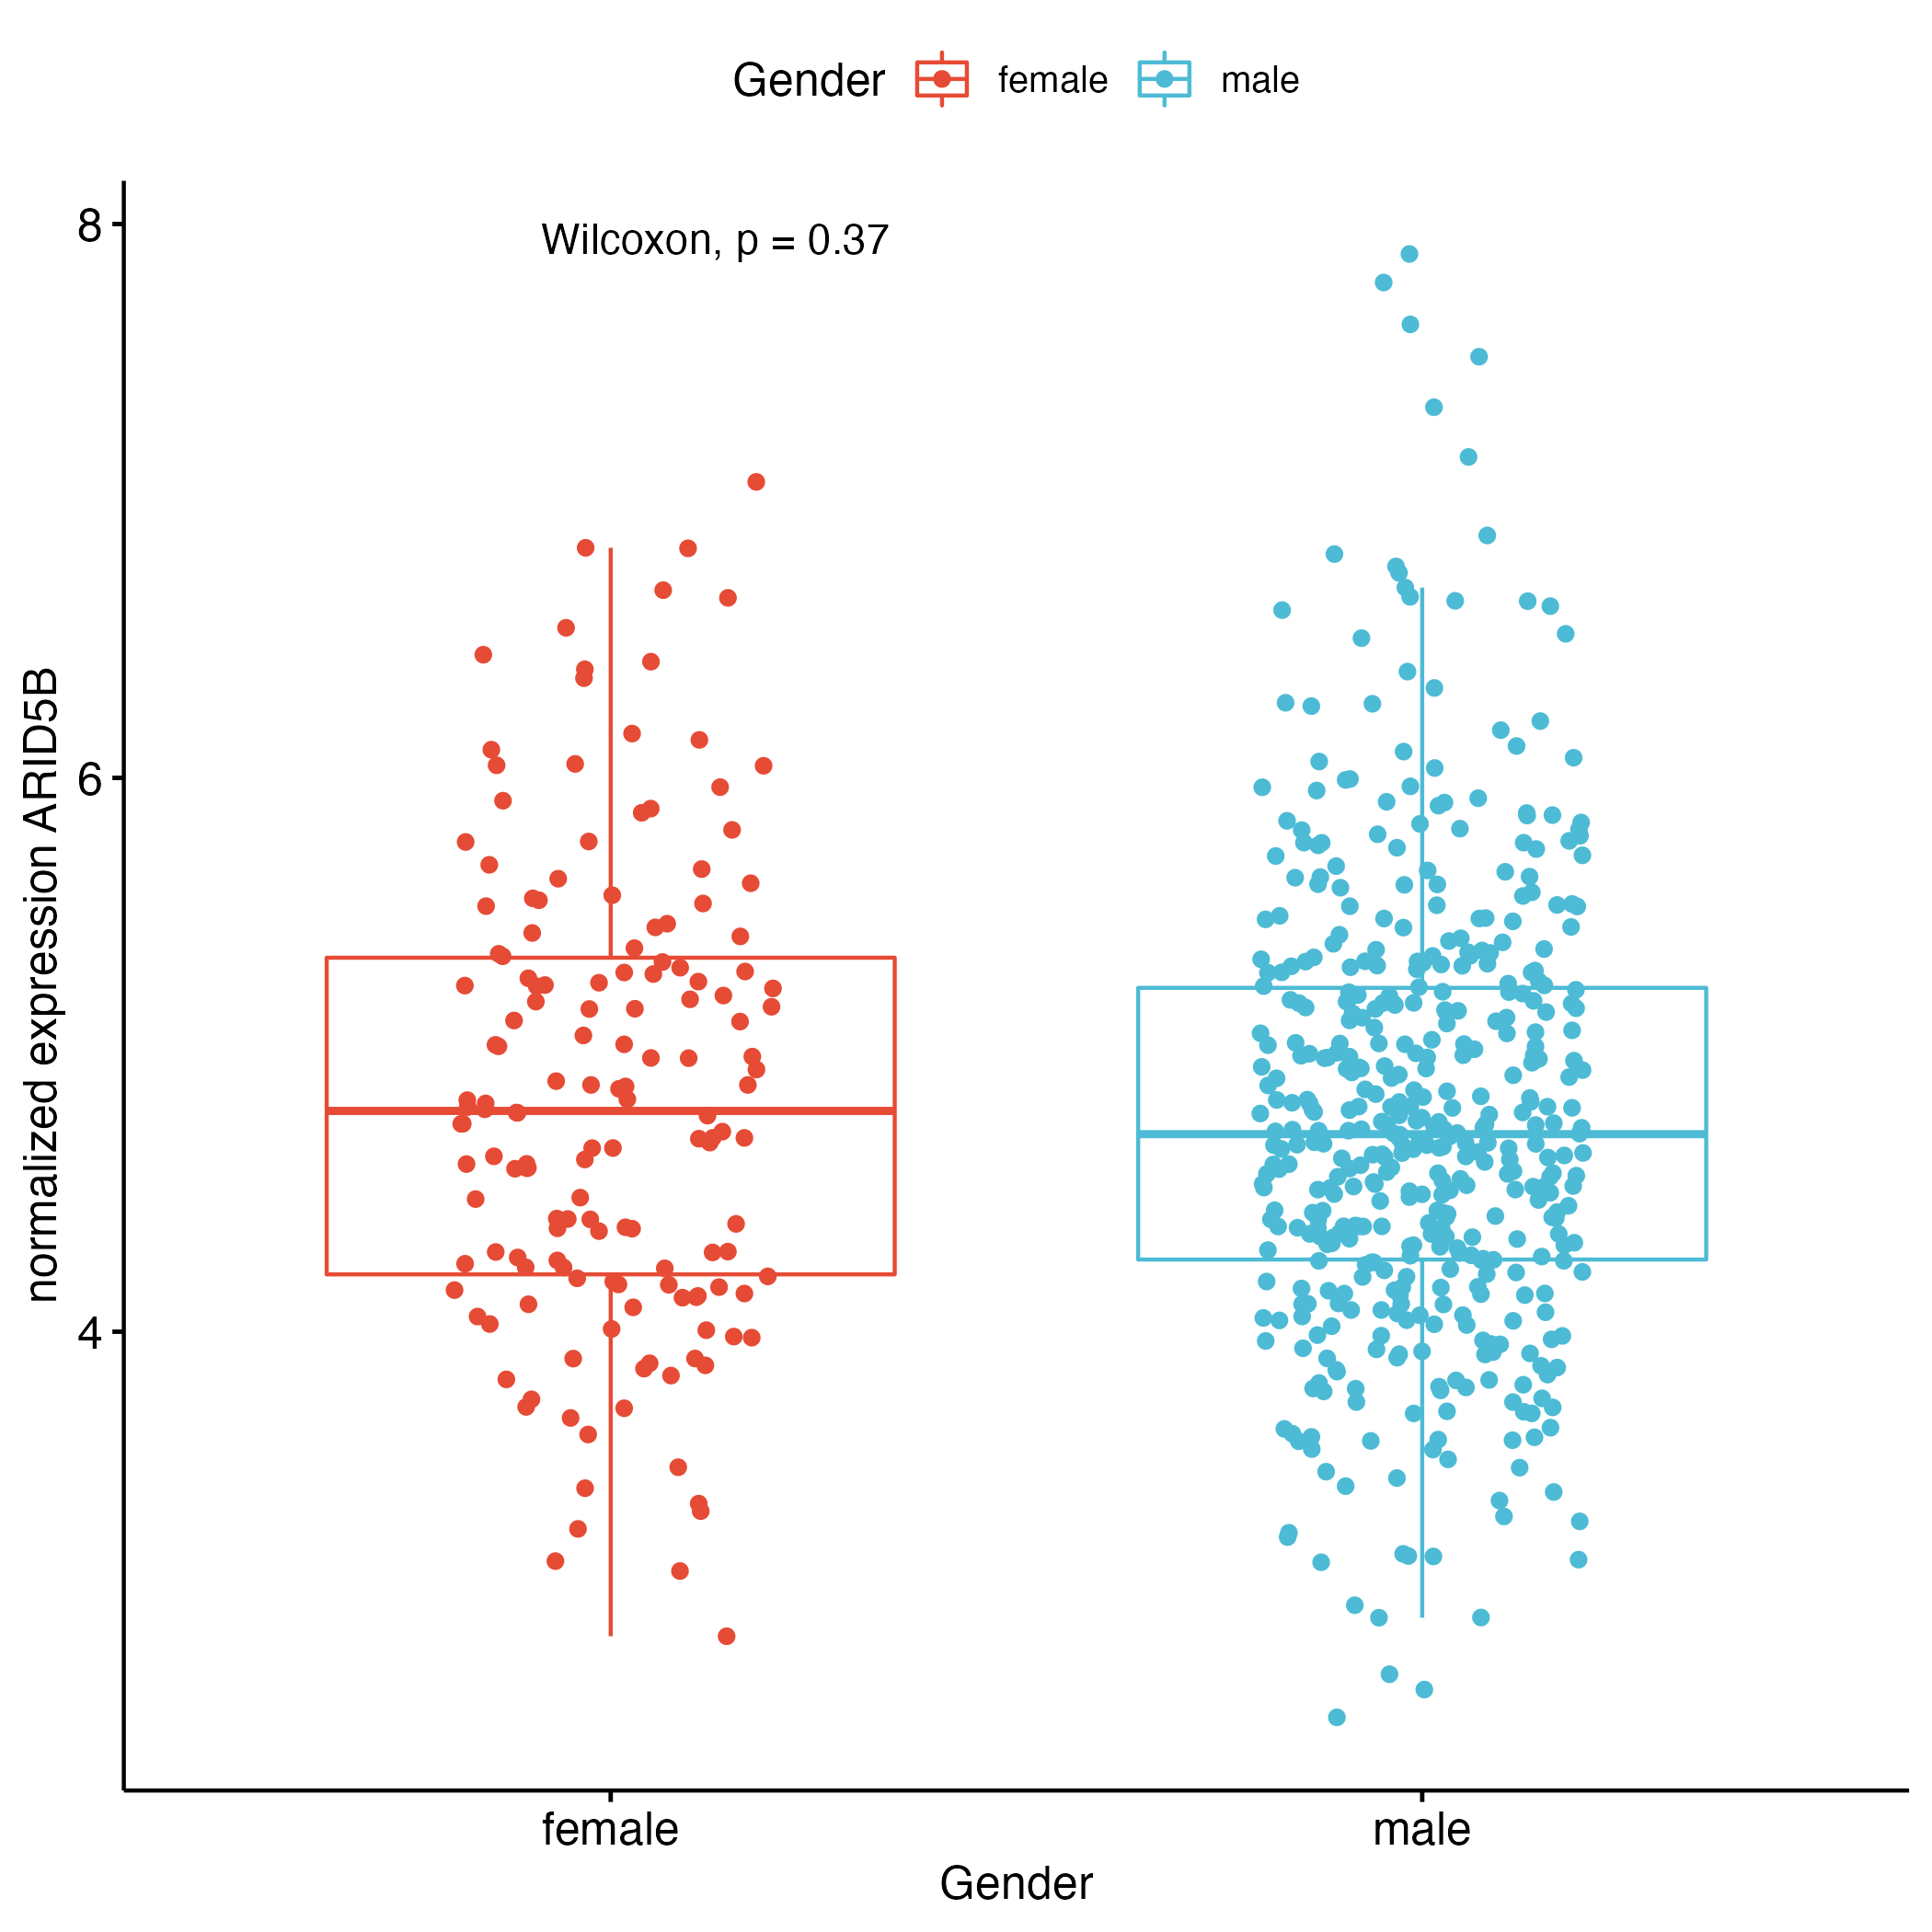 Gender female male
Wilcoxon, p = 0.37
8
6
4
normalized expression ARID5B
female male
Gender